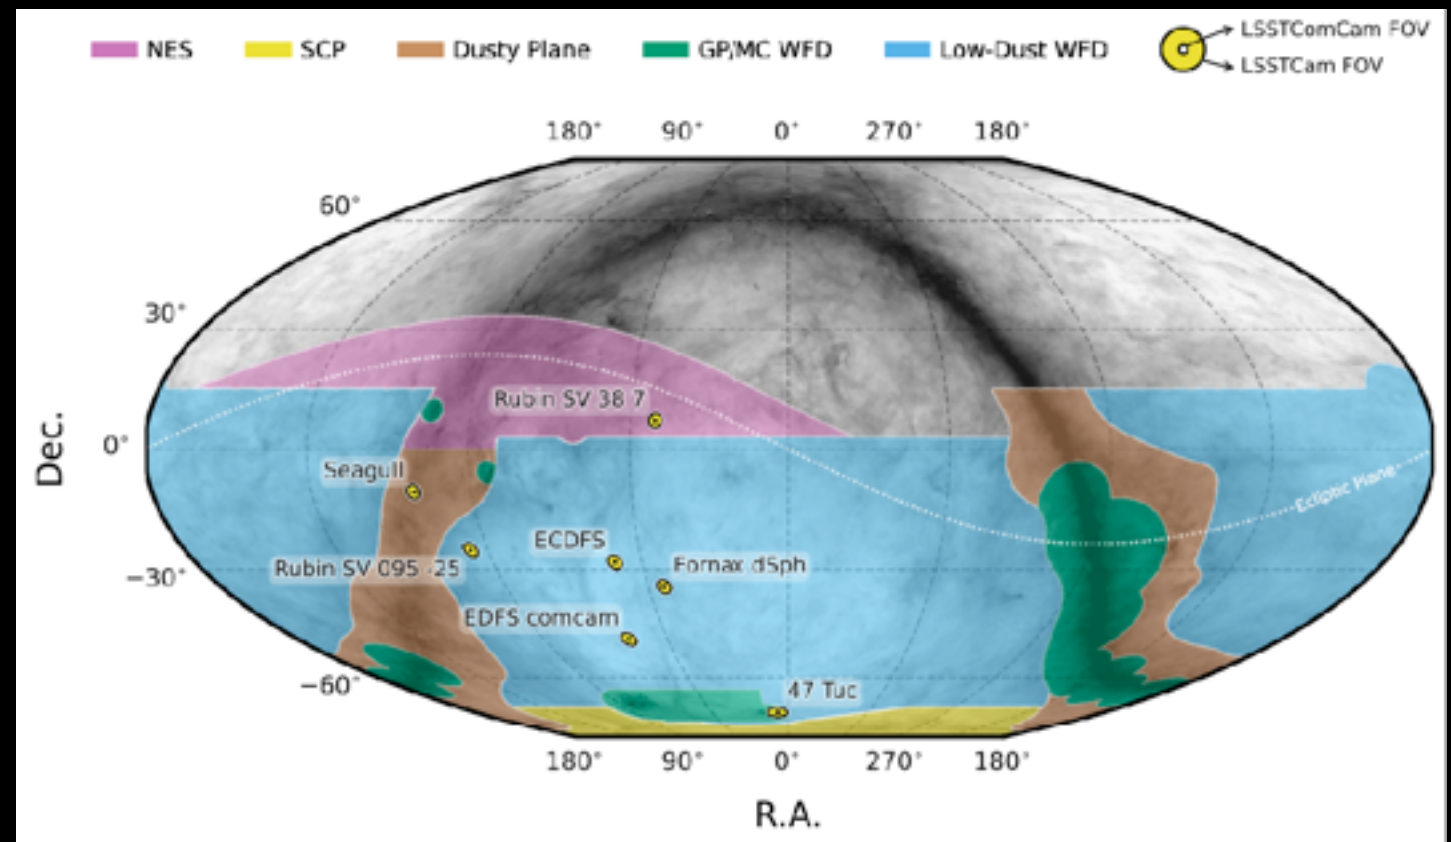 NES SCP Dusty Plane GP/MC WFD Low-Dust WFD
LSSTComCam FOV
LSSTCam FOV
180° 90° 0° 270° 180°
60°
30°
0°
−30°
−60°
Dec.
Rubin SV 38 7
Seagull
Ecliptic Plane
ECDFS
Rubin SV 095 -25
Fornax dSph
EDFS comcam
47 Tuc
180° 90° 0° 270° 180°
R.A.